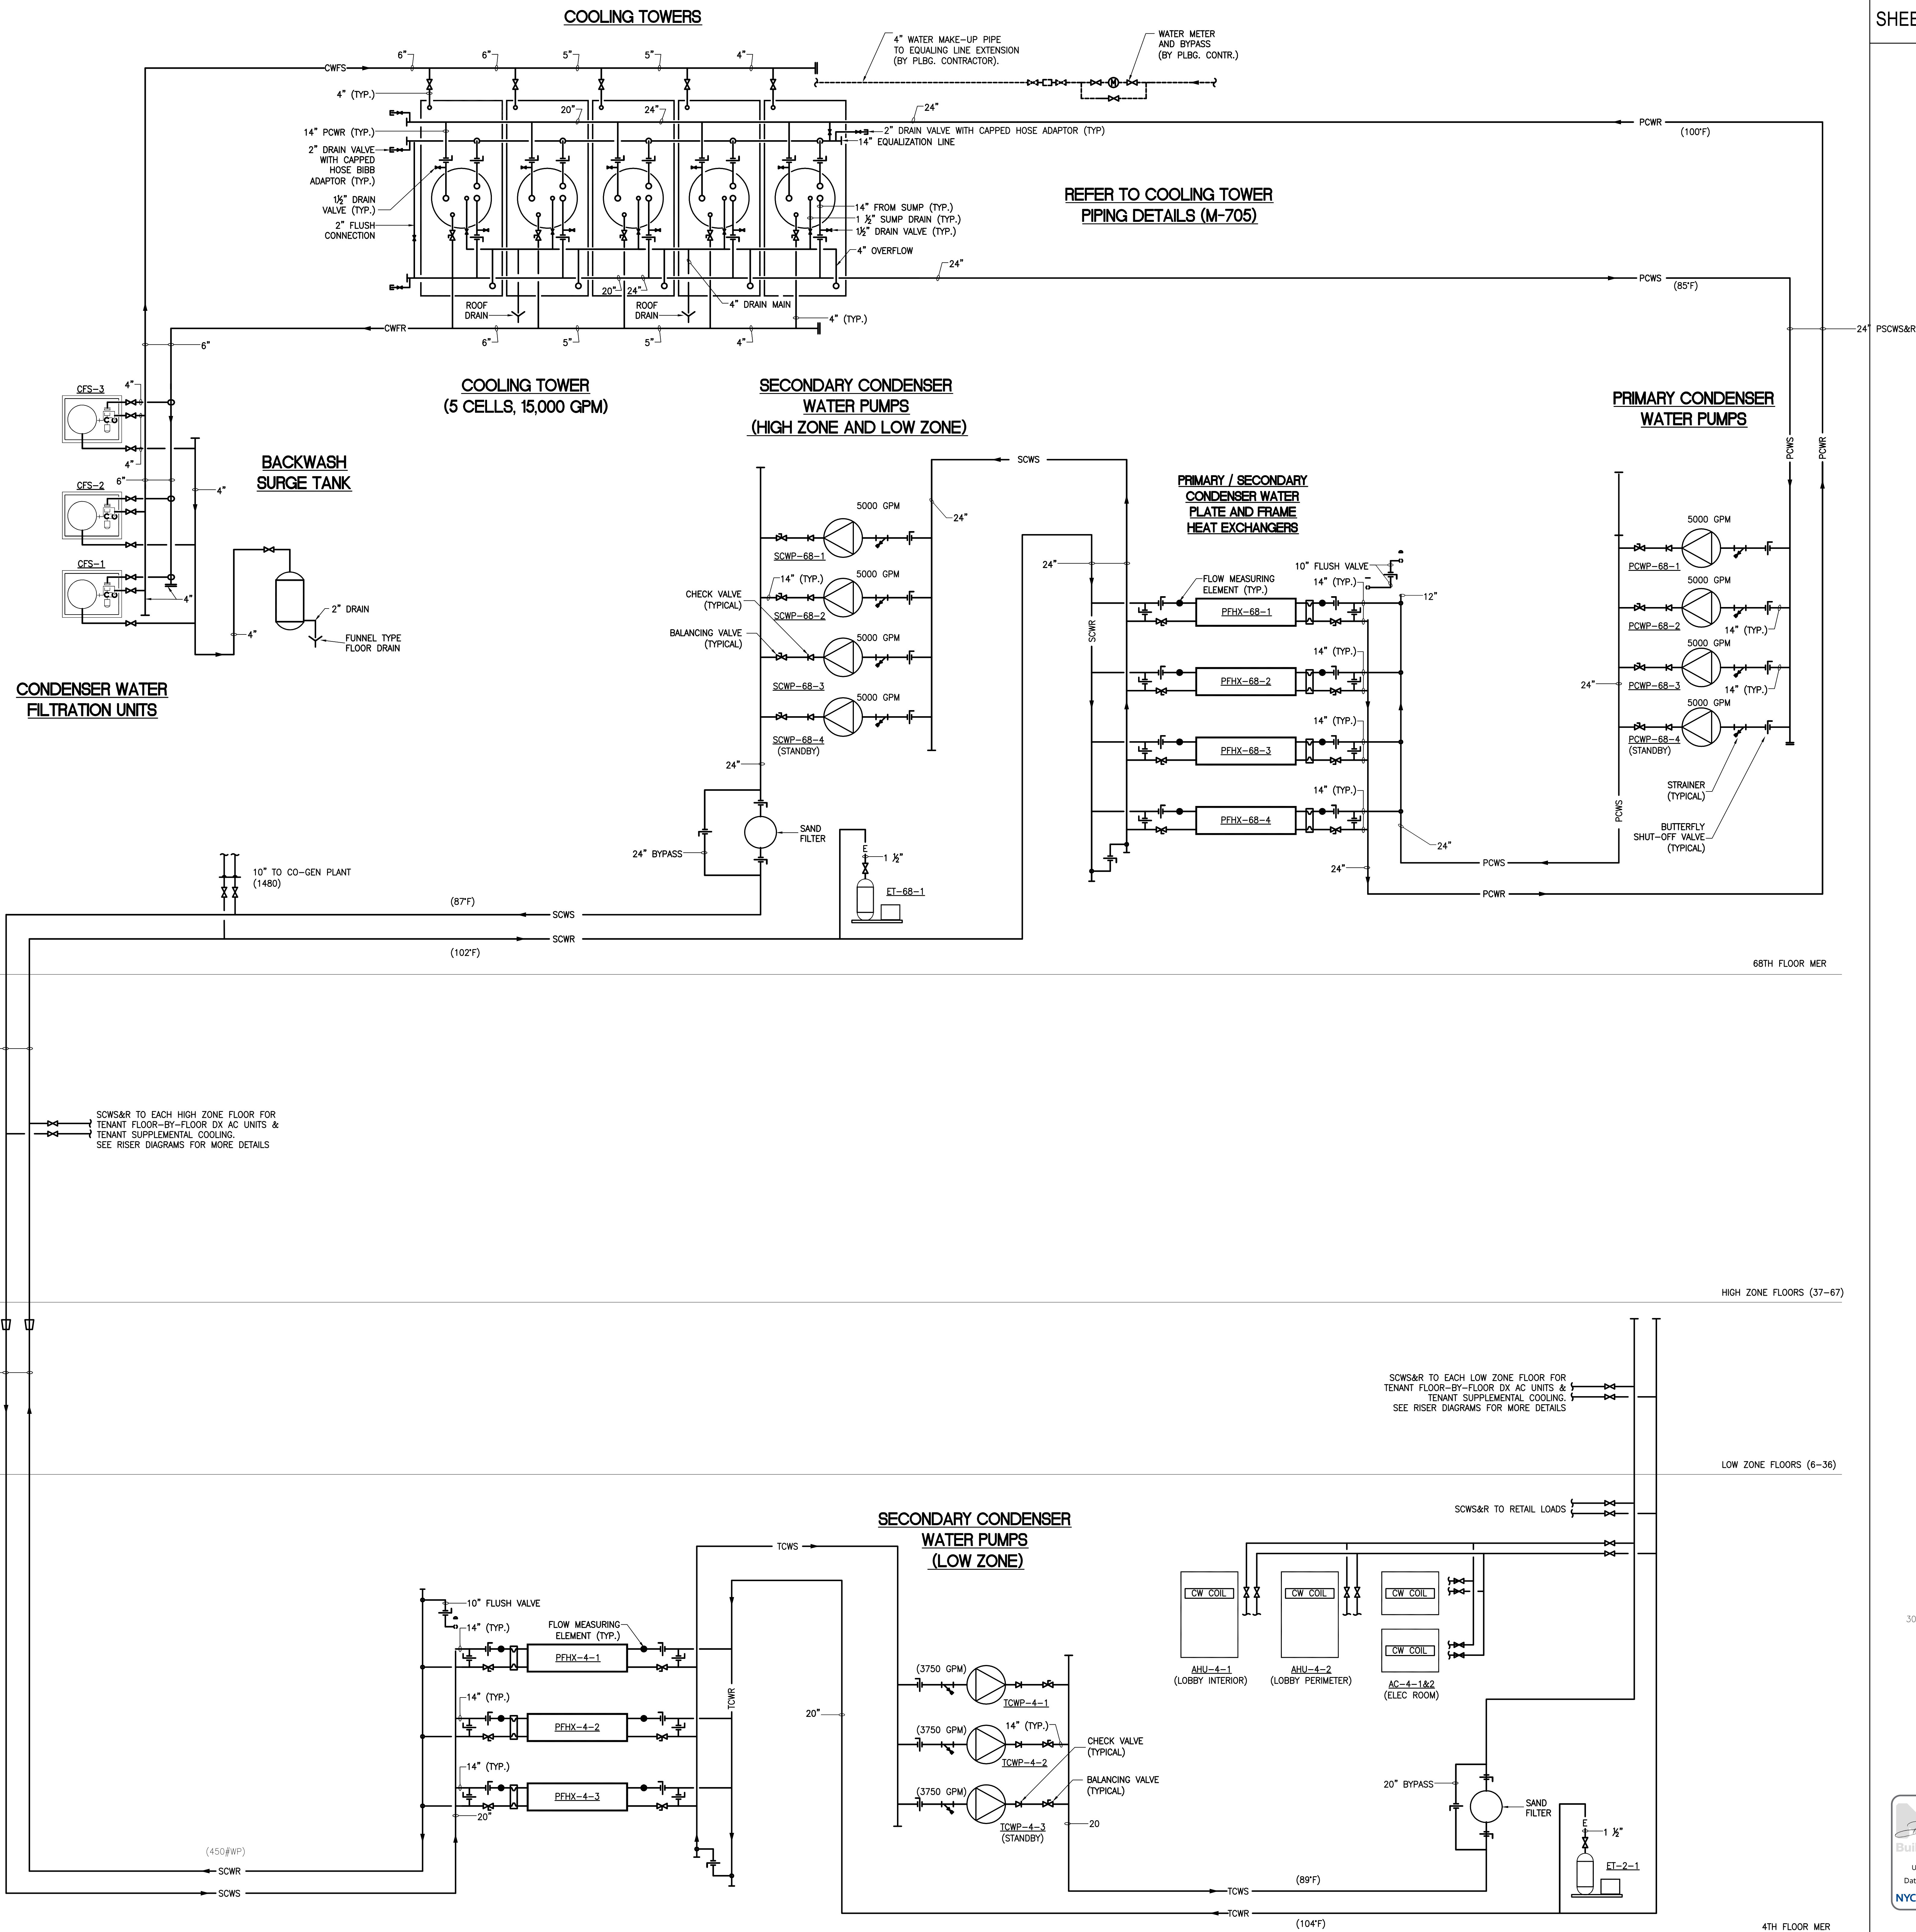 COOLING TOWERS
SHEE
6"
6"
5"
5"
4"
4" WATER MAKE-UP PIPE
TO EQUALING LINE EXTENSION
(BY PLBG. CONTRACTOR).
WATER METER
AND BYPASS
(BY PLBG. CONTR.)
CWFS
M
4" (TYP.)
20"
24"
24"
PCWR
(100°F)
14" PCWR (TYP.)
2" DRAIN VALVE WITH CAPPED HOSE ADAPTOR (TYP)
14" EQUALIZATION LINE
2" DRAIN VALVE
WITH CAPPED
HOSE BIBB
ADAPTOR (TYP.)
1½" DRAIN
VALVE (TYP.)
2" FLUSH
CONNECTION
REFER TO COOLING TOWER
PIPING DETAILS (M-705)
14" FROM SUMP (TYP.)
1 ½" SUMP DRAIN (TYP.)
1½" DRAIN VALVE (TYP.)
4" OVERFLOW
24"
PCWS
(85°F)
20"
24"
ROOF
DRAIN
ROOF
DRAIN
4" DRAIN MAIN
4" (TYP.)
CWFR
6"
5"
5"
4"
24" PSCWS&R
6"
COOLING TOWER
(5 CELLS, 15,000 GPM)
SECONDARY CONDENSER
WATER PUMPS
(HIGH ZONE AND LOW ZONE)
PRIMARY CONDENSER
WATER PUMPS
CFS-3
4"
4"
6"
CFS-2
4"
CFS-1
4"
BACKWASH
SURGE TANK
4"
2" DRAIN
FUNNEL TYPE
FLOOR DRAIN
CONDENSER WATER
FILTRATION UNITS
SCWS
24"
5000 GPM
SCWP-68-1
14" (TYP.)
5000 GPM
SCWP-68-2
CHECK VALVE
(TYPICAL)
BALANCING VALVE
(TYPICAL)
5000 GPM
SCWP-68-3
5000 GPM
SCWP-68-4
(STANDBY)
24"
PRIMARY / SECONDARY
CONDENSER WATER
PLATE AND FRAME
HEAT EXCHANGERS
24"
SCWR
FLOW MEASURING
ELEMENT (TYP.)
10" FLUSH VALVE
14" (TYP.)
12"
PFHX-68-1
14" (TYP.)
PFHX-68-2
14" (TYP.)
PFHX-68-3
14" (TYP.)
PFHX-68-4
24"
24"
PCWS
PCWR
PCWS
PCWR
5000 GPM
PCWP-68-1
5000 GPM
PCWP-68-2
14" (TYP.)
5000 GPM
24"
PCWP-68-3
14" (TYP.)
5000 GPM
PCWP-68-4
(STANDBY)
STRAINER
(TYPICAL)
BUTTERFLY
SHUT-OFF VALVE
(TYPICAL)
PCWS
24" BYPASS
SAND
FILTER
E
1 ½"
ET-68-1
10" TO CO-GEN PLANT
(1480)
(87°F)
SCWS
SCWR
(102°F)
68TH FLOOR MER
SCWS&R TO EACH HIGH ZONE FLOOR FOR
TENANT FLOOR-BY-FLOOR DX AC UNITS &
TENANT SUPPLEMENTAL COOLING.
SEE RISER DIAGRAMS FOR MORE DETAILS
HIGH ZONE FLOORS (37-67)
SCWS&R TO EACH LOW ZONE FLOOR FOR
TENANT FLOOR-BY-FLOOR DX AC UNITS &
TENANT SUPPLEMENTAL COOLING.
SEE RISER DIAGRAMS FOR MORE DETAILS
LOW ZONE FLOORS (6-36)
SCWS&R TO RETAIL LOADS
SECONDARY CONDENSER
WATER PUMPS
(LOW ZONE)
TCWS
10" FLUSH VALVE
14" (TYP.)
FLOW MEASURING
ELEMENT (TYP.)
PFHX-4-1
14" (TYP.)
PFHX-4-2
14" (TYP.)
PFHX-4-3
20"
TCWR
20"
(3750 GPM)
TCWP-4-1
(3750 GPM)
14" (TYP.)
TCWP-4-2
CHECK VALVE
(TYPICAL)
(3750 GPM)
BALANCING VALVE
(TYPICAL)
TCWP-4-3
(STANDBY)
20
CW COIL
CW COIL
CW COIL
CW COIL
AHU-4-1
(LOBBY INTERIOR)
AHU-4-2
(LOBBY PERIMETER)
AC-4-1&2
(ELEC ROOM)
30
20" BYPASS
SAND
FILTER
E
1 ½"
ET-2-1
(450#WP)
SCWR
SCWS
(89°F)
TCWS
TCWR
(104°F)
4TH FLOOR MER
Buil
U
Dat
NYC